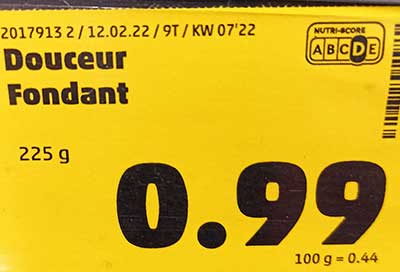 2017913 2 / 12.02.22 / 9T / KW 07'22
NUTRI-SCORE
ABCDE
Douceur
Fondant
225 g
0.99
100 g = 0.44